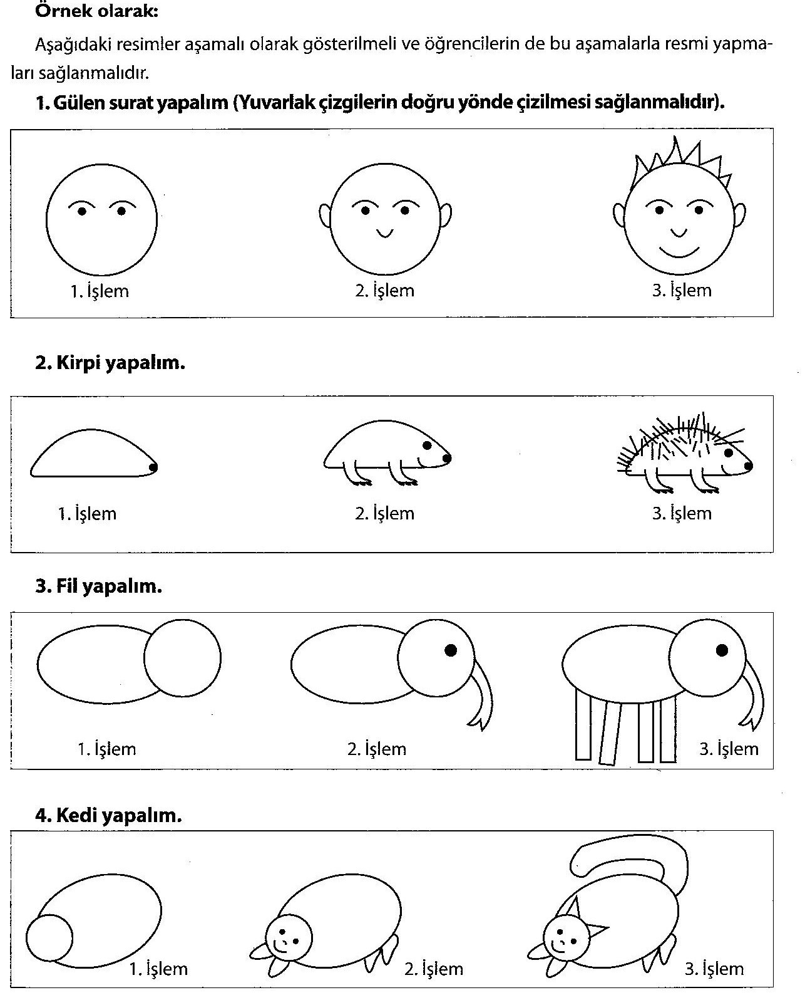 Örnek olarak:
Aşağıdaki resimler aşamalı olarak gösterilmeli ve öğrencilerin de bu aşamalarla resmi yapma-
ları sağlanmalıdır.
1. Gülen surat yapalım (Yuvarlak çizgilerin doğru yönde çizilmesi sağlanmalıdır).
1. İşlem
2. İşlem
3. İşlem
2. Kirpi yapalım.
1. İşlem
2. İşlem
3. İşlem
3. Fil yapalım.
1. İşlem
2. İşlem
3. İşlem
4. Kedi yapalım.
1. İşlem
2. İşlem
3. İşlem